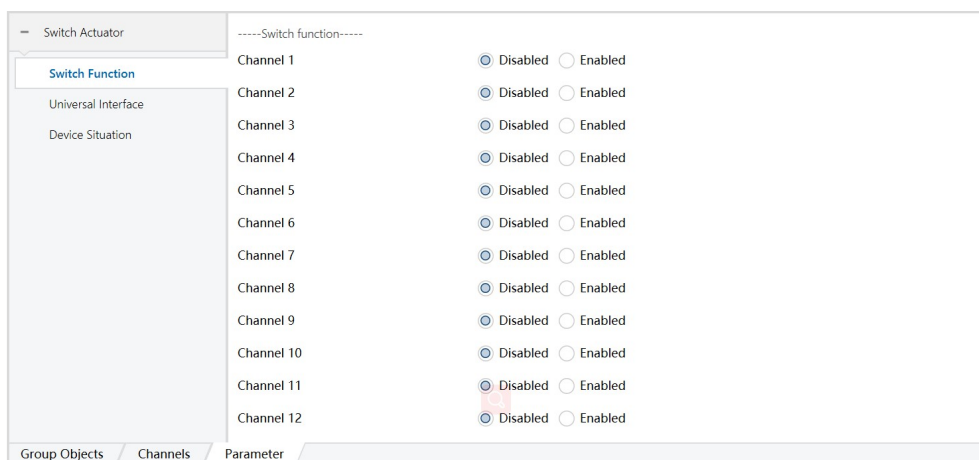 Switch Actuator
-----Switch function-----
Channel 1 Disabled Enabled
Switch Function
Channel 2 Disabled Enabled
Universal Interface
Channel 3 Disabled Enabled
Device Situation
Channel 4 Disabled Enabled
Channel 5 Disabled Enabled
Channel 6 Disabled Enabled
Channel 7 Disabled Enabled
Channel 8 Disabled Enabled
Channel 9 Disabled Enabled
Channel 10 Disabled Enabled
Channel 11 Disabled Enabled
Channel 12 Disabled Enabled
Group Objects Channels Parameter